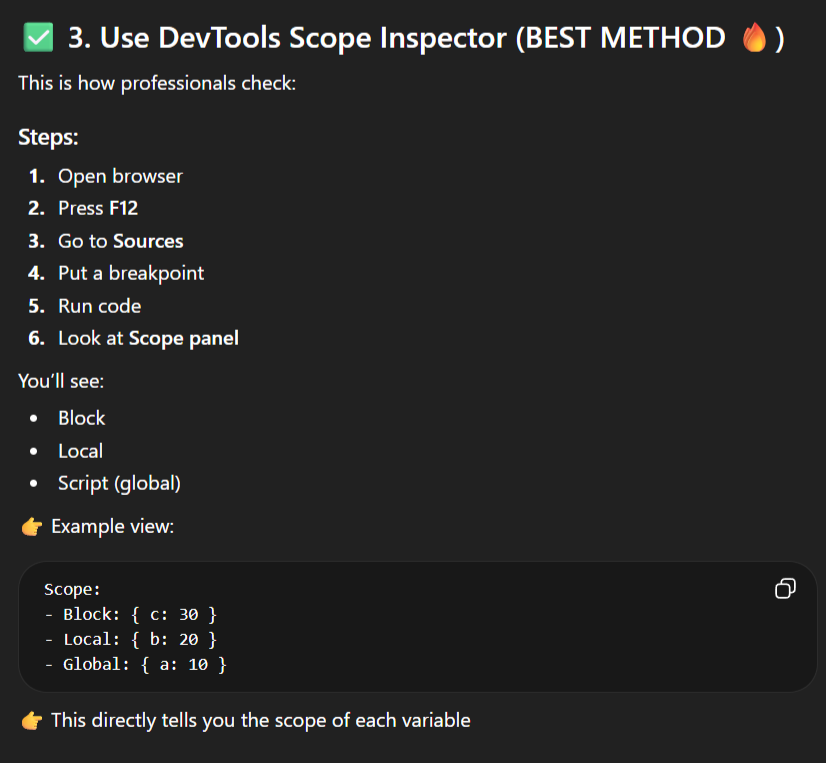 ✅ 3. Use DevTools Scope Inspector (BEST METHOD 🔥 )
This is how professionals check:
Steps:
1. Open browser
2. Press F12
3. Go to Sources
4. Put a breakpoint
5. Run code
6. Look at Scope panel
You’ll see:
• Block
• Local
• Script (global)
👉 Example view:
Scope:
- Block: { c: 30 }
- Local: { b: 20 }
- Global: { a: 10 }
👉 This directly tells you the scope of each variable